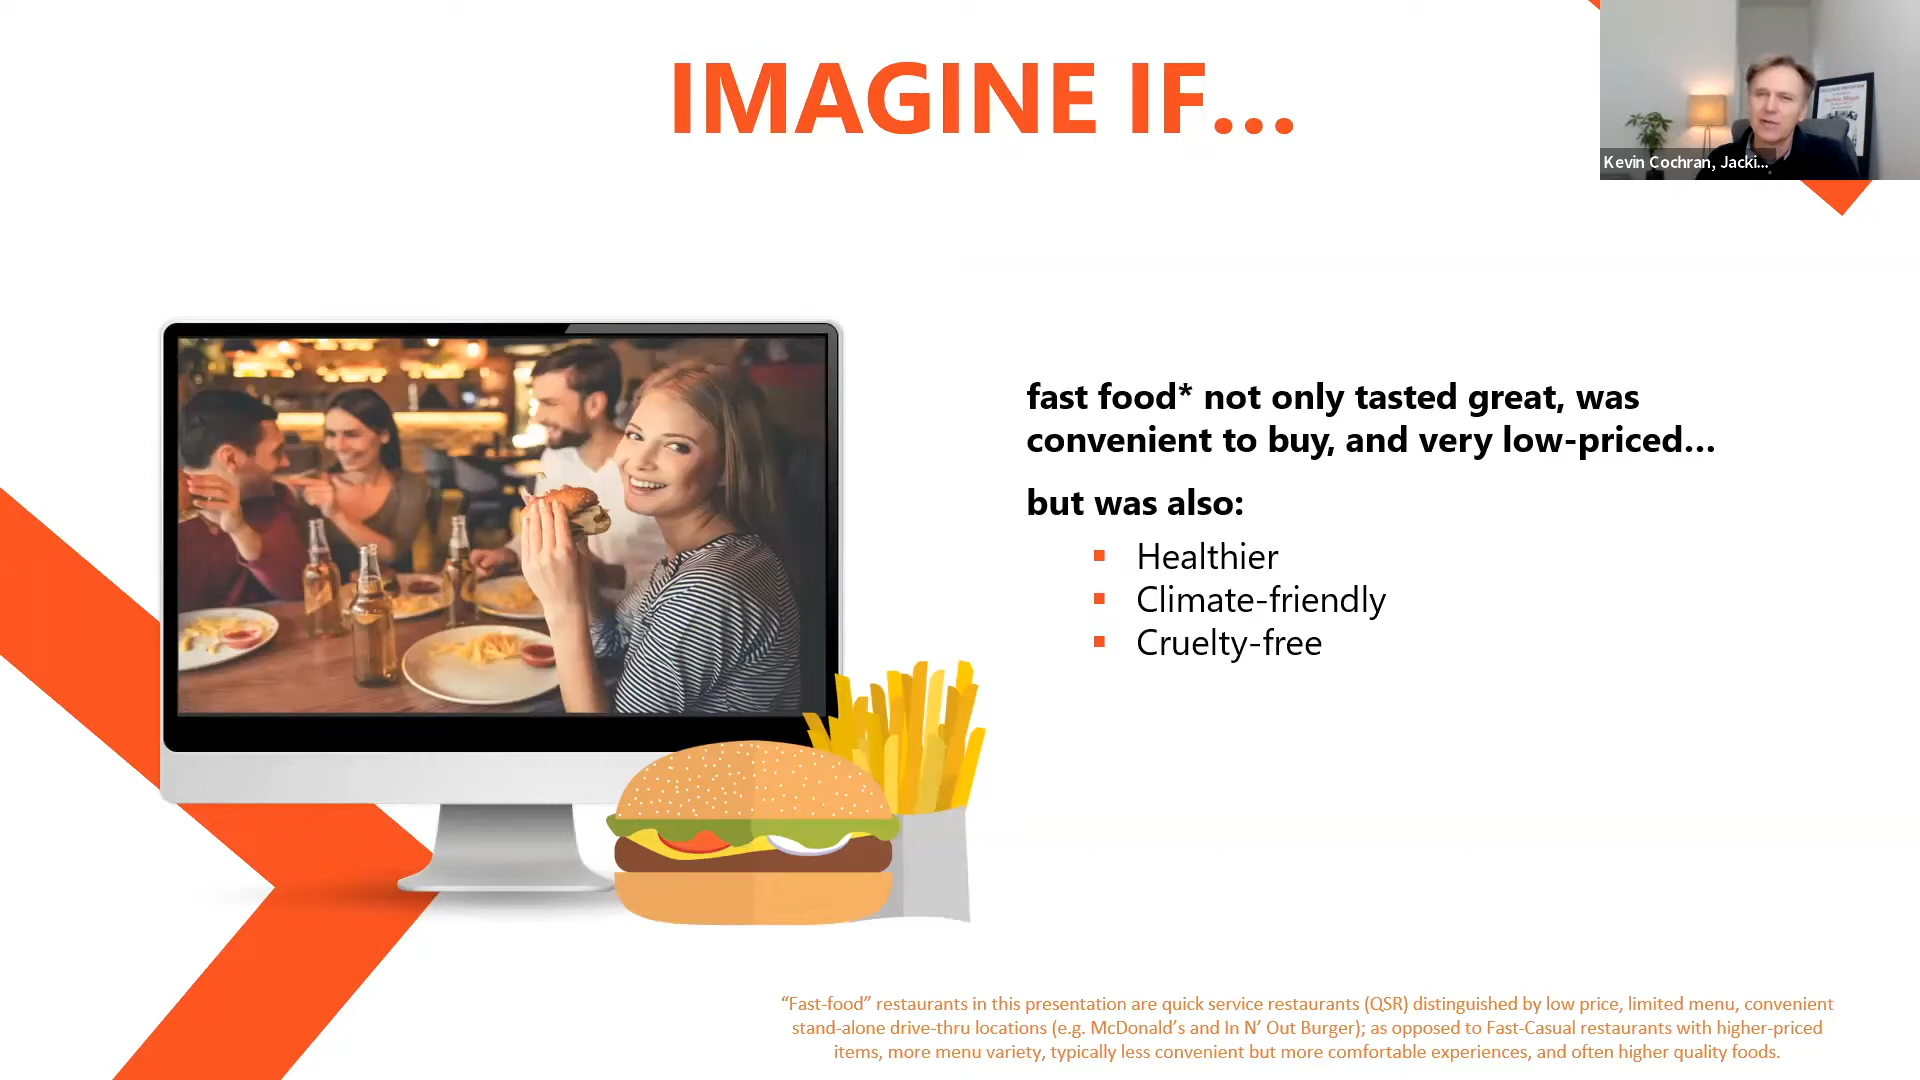 IMAGINE IF...
Kevin Cochran, Jacki...
fast food* not only tasted great, was
convenient to buy, and very low-priced...
but was also:
▪ Healthier
▪ Climate-friendly
▪ Cruelty-free
“Fast-food” restaurants in this presentation are quick service restaurants (QSR) distinguished by low price, limited menu, convenient
stand-alone drive-thru locations (e.g. McDonald’s and In N’ Out Burger); as opposed to Fast-Casual restaurants with higher-priced
items, more menu variety, typically less convenient but more comfortable experiences, and often higher quality foods.